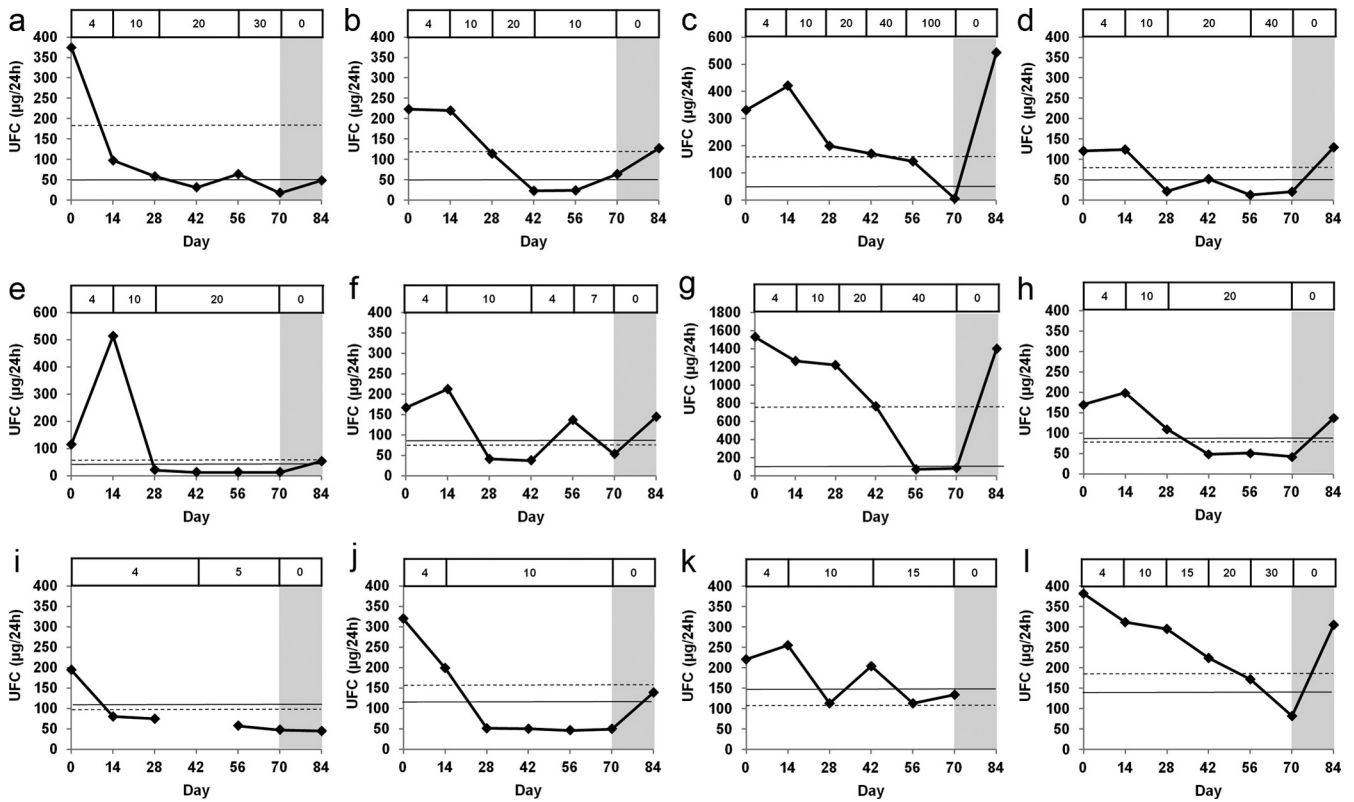 a
4 10 20 30 0
400
350
300
250
200
150
100
50
0
UFC (µg/24h)
0 14 28 42 56 70 84
Day
b
4 10 20 10 0
400
350
300
250
200
150
100
50
0
UFC (µg/24h)
0 14 28 42 56 70 84
Day
c
4 10 20 40 100 0
600
500
400
300
200
100
0
UFC (µg/24h)
0 14 28 42 56 70 84
Day
d
4 10 20 40 0
400
350
300
250
200
150
100
50
0
UFC (µg/24h)
0 14 28 42 56 70 84
Day
e
4 10 20 0
600
500
400
300
200
100
0
UFC (µg/24h)
0 14 28 42 56 70 84
Day
f
4 10 4 7 0
400
350
300
250
200
150
100
50
0
UFC (µg/24h)
0 14 28 42 56 70 84
Day
g
4 10 20 40 0
1800
1600
1400
1200
1000
800
600
400
200
0
UFC (µg/24h)
0 14 28 42 56 70 84
Day
h
4 10 20 0
400
350
300
250
200
150
100
50
0
UFC (µg/24h)
0 14 28 42 56 70 84
Day
i
4 5 0
400
350
300
250
200
150
100
50
0
UFC (µg/24h)
0 14 28 42 56 70 84
Day
j
4 10 0
400
350
300
250
200
150
100
50
0
UFC (µg/24h)
0 14 28 42 56 70 84
Day
k
4 10 15 0
400
350
300
250
200
150
100
50
0
UFC (µg/24h)
0 14 28 42 56 70 84
Day
l
4 10 15 20 30 0
400
350
300
250
200
150
100
50
0
UFC (µg/24h)
0 14 28 42 56 70 84
Day